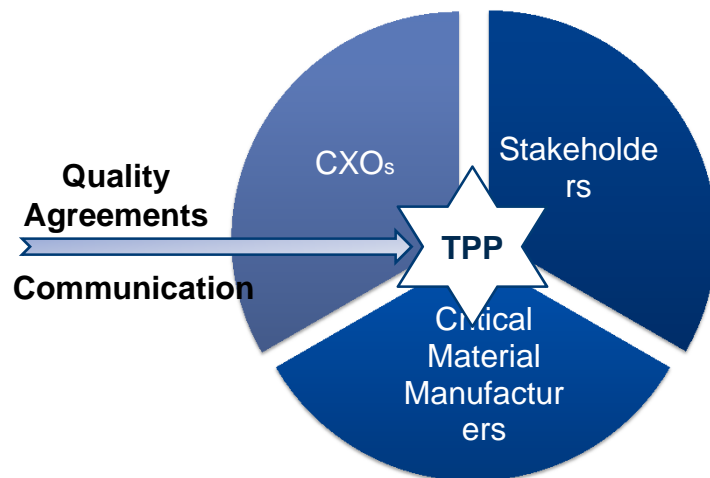 CXOs
Stakeholde
rs
Quality
Agreements
TPP
Communication
Critical
Material
Manufactur
ers